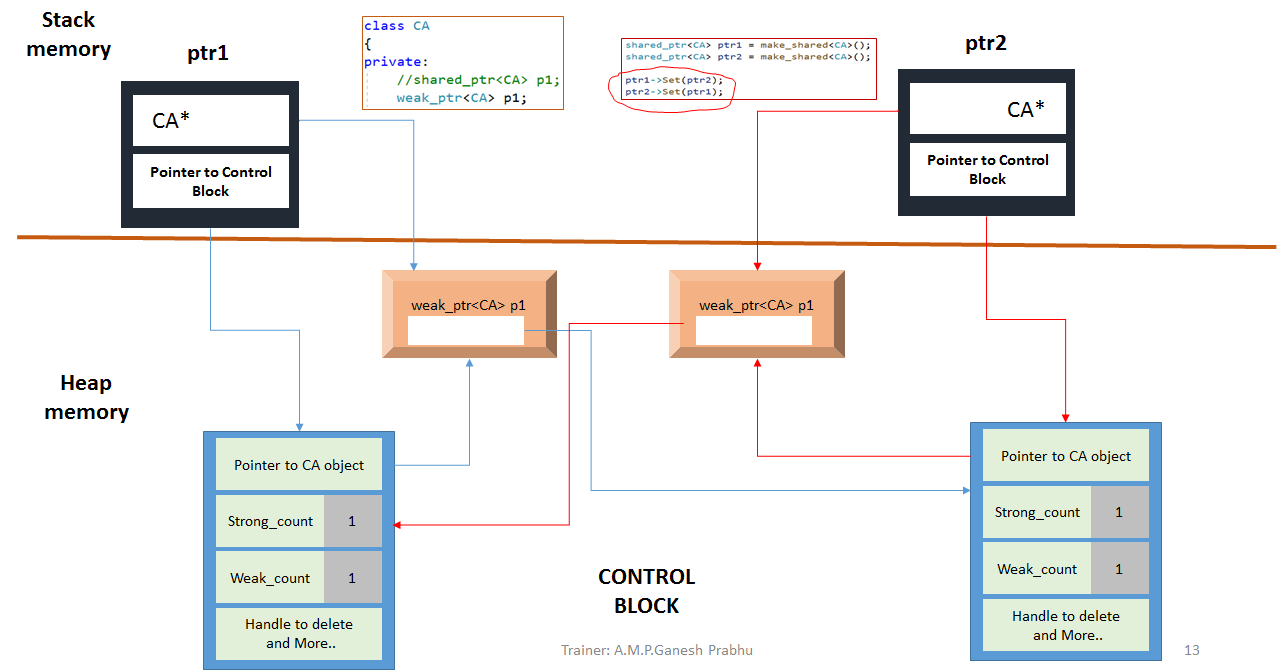 Stack
memory
ptr1
class CA
{
private:
//shared_ptr<CA> p1;
weak_ptr<CA> p1;
shared_ptr<CA> ptr1 = make_shared<CA>();
shared_ptr<CA> ptr2 = make_shared<CA>();
ptr1->Set(ptr2);
ptr2->Set(ptr1);
ptr2
CA*
Pointer to Control
Block
CA*
Pointer to Control
Block
weak_ptr<CA> p1
weak_ptr<CA> p1
Heap
memory
Pointer to CA object
Strong_count 1
Weak_count 1
Handle to delete
and More..
Pointer to CA object
Strong_count 1
Weak_count 1
Handle to delete
and More..
CONTROL
BLOCK
Trainer: A.M.P.Ganesh Prabhu
13